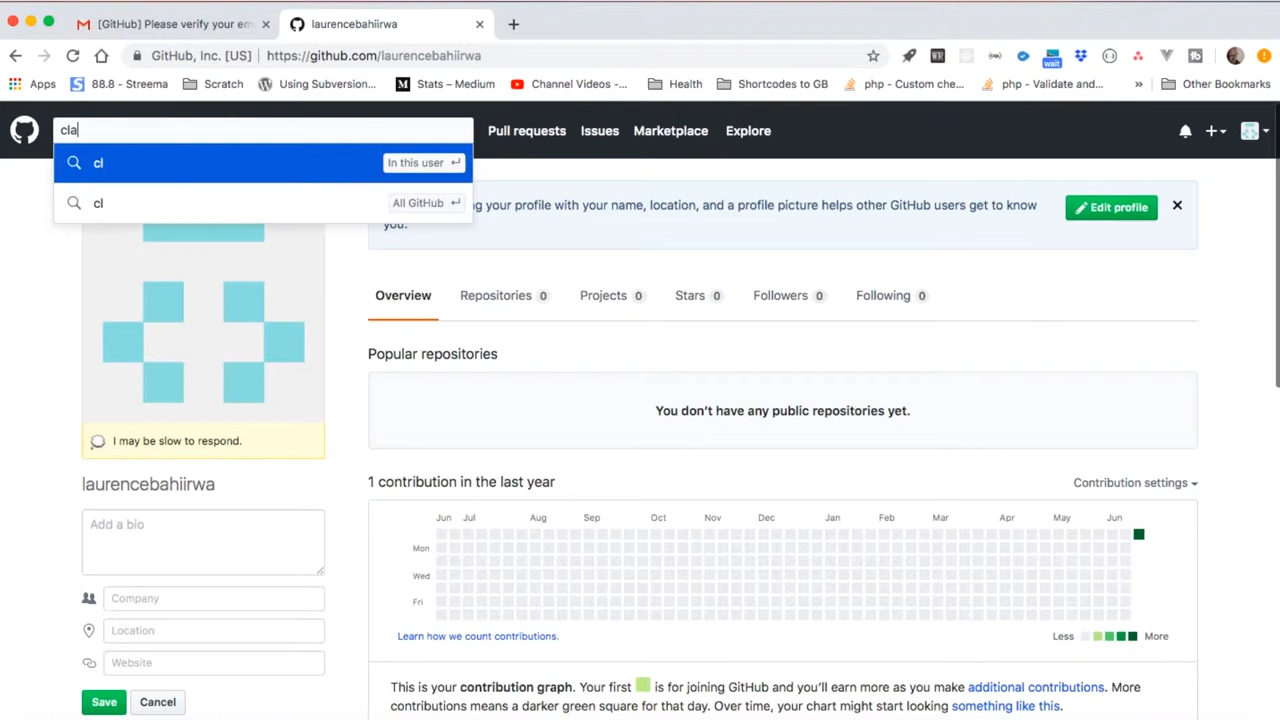 [GitHub] Please verify your em
laurencebahiirwa
GitHub, Inc. [US]
https://github.com/laurencebahiirwa
wait
Apps
88.8 - Streema
Scratch
Using Subversion...
Stats – Medium
Channel Videos -...
Health
Shortcodes to GB
php - Custom che...
php - Validate and...
»
Other Bookmarks
cla
Pull requests
Issues
Marketplace
Explore
cl
In this user
cl
All GitHub
g your profile with your name, location, and a profile picture helps other GitHub users get to know
you.
Edit profile
Overview
Repositories 0
Projects 0
Stars 0
Followers 0
Following 0
Popular repositories
You don't have any public repositories yet.
I may be slow to respond.
laurencebahiirwa
Add a bio
Company
Location
Website
Save
Cancel
1 contribution in the last year
Contribution settings
Jun Jul Aug Sep Oct Nov Dec Jan Feb Mar Apr May Jun
Mon
Wed
Fri
Learn how we count contributions.
Less
More
This is your contribution graph. Your first is for joining GitHub and you'll earn more as you make additional contributions. More
contributions means a darker green square for that day. Over time, your chart might start looking something like this.